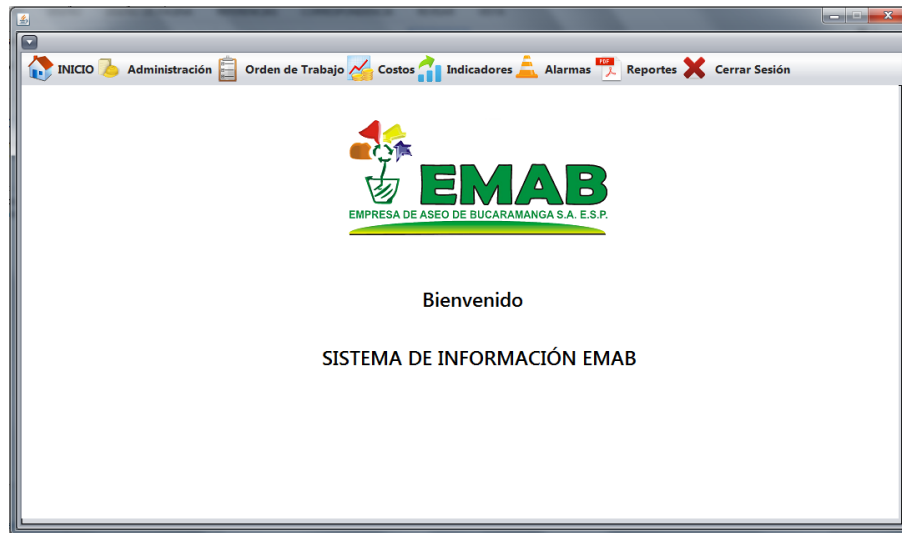 INICIO Administración Orden de Trabajo Costos Indicadores Alarmas PDF Reportes Cerrar Sesión
EMAB
EMPRESA DE ASEO DE BUCARAMANGA S.A. E.S.P.
Bienvenido
SISTEMA DE INFORMACIÓN EMAB